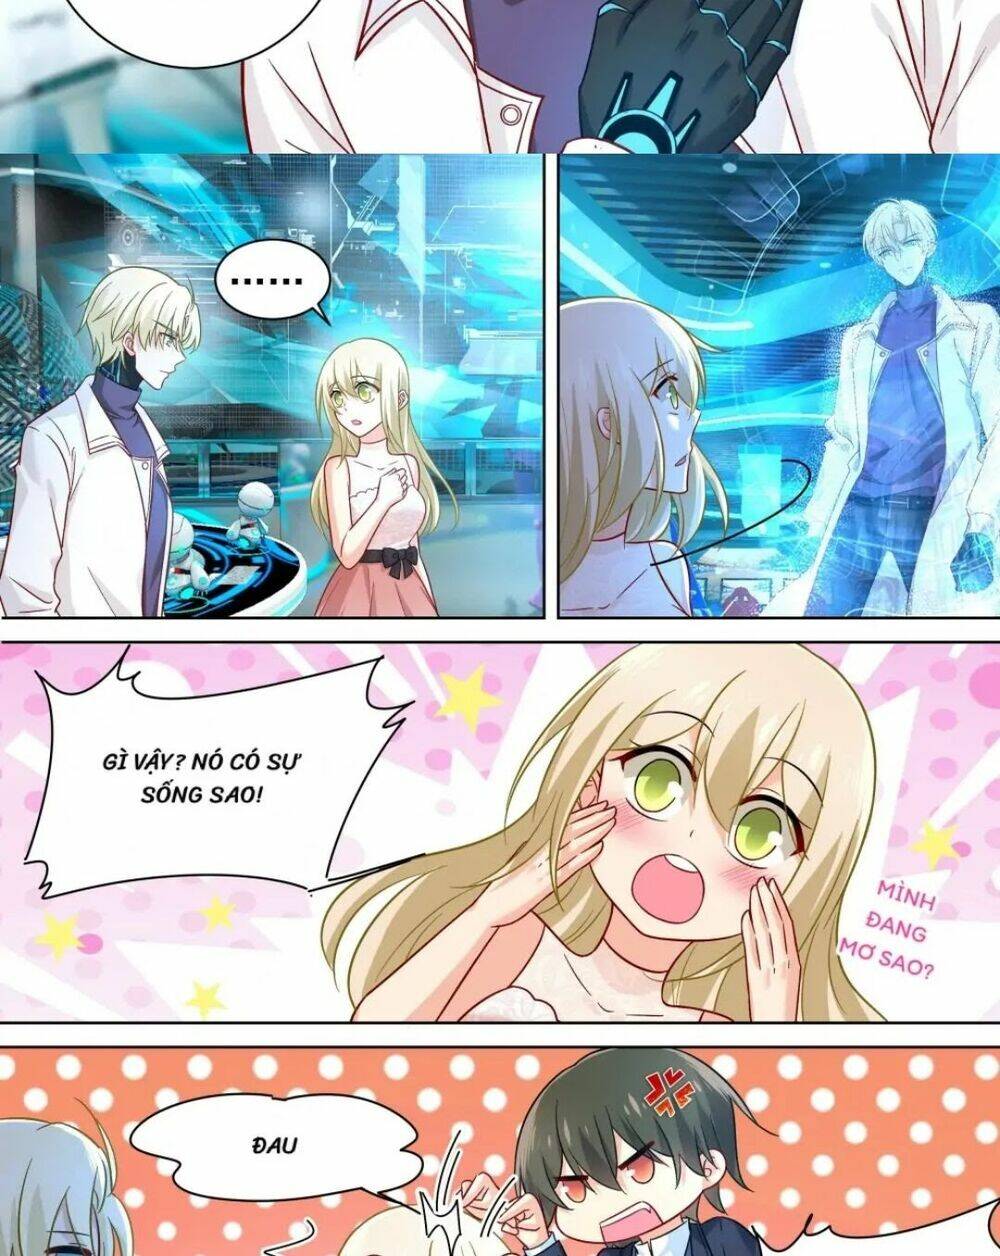 ......
GÌ VẬY? NÓ CÓ SỰ
SỐNG SAO!
MÌNH
ĐANG
MƠ SAO?
ĐAU